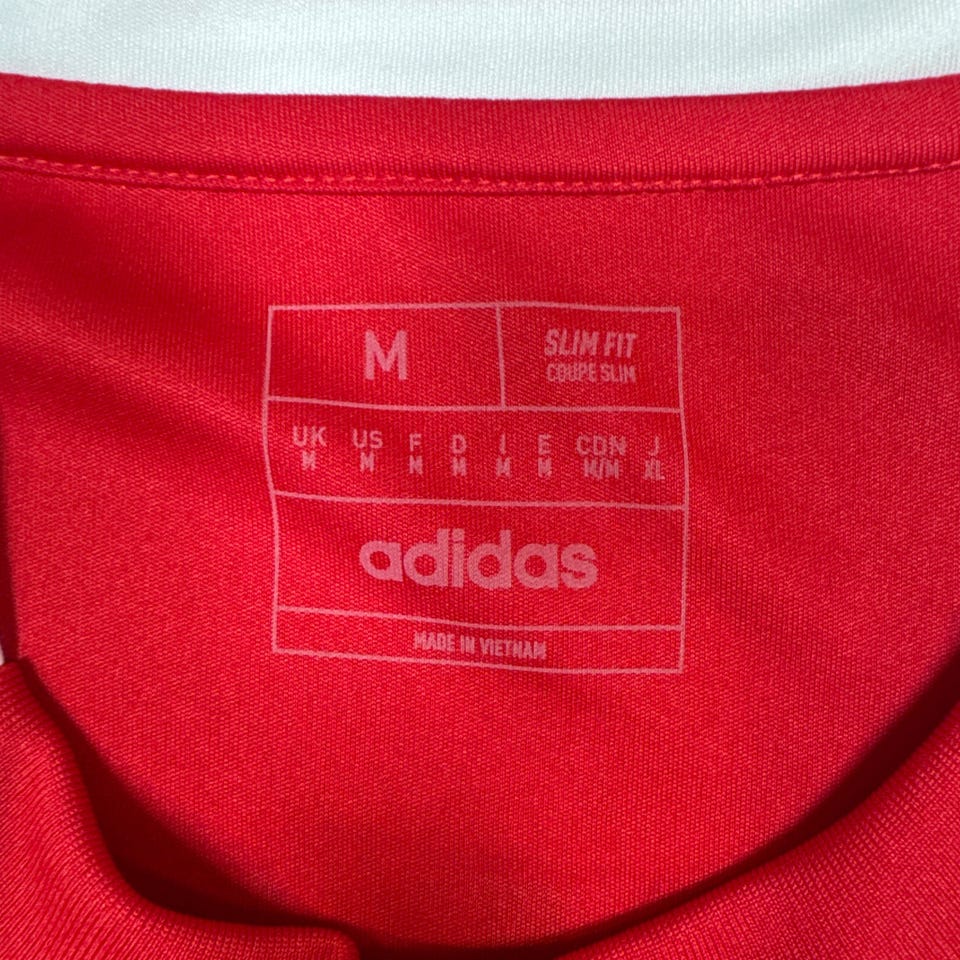 M
SLIM FIT
COUPE SLIM
UK US F D I E CDN J
M M M M M M M/M XL
adidas
MADE IN VIETNAM